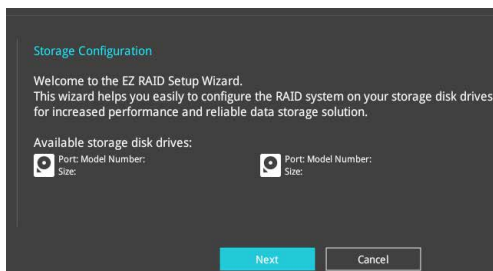 Storage Configuration
Welcome to the EZ RAID Setup Wizard.
This wizard helps you easily to configure the RAID system on your storage disk drives
for increased performance and reliable data storage solution.
Available storage disk drives:
Port: Model Number:
Size:
Port: Model Number:
Size:
Next
Cancel